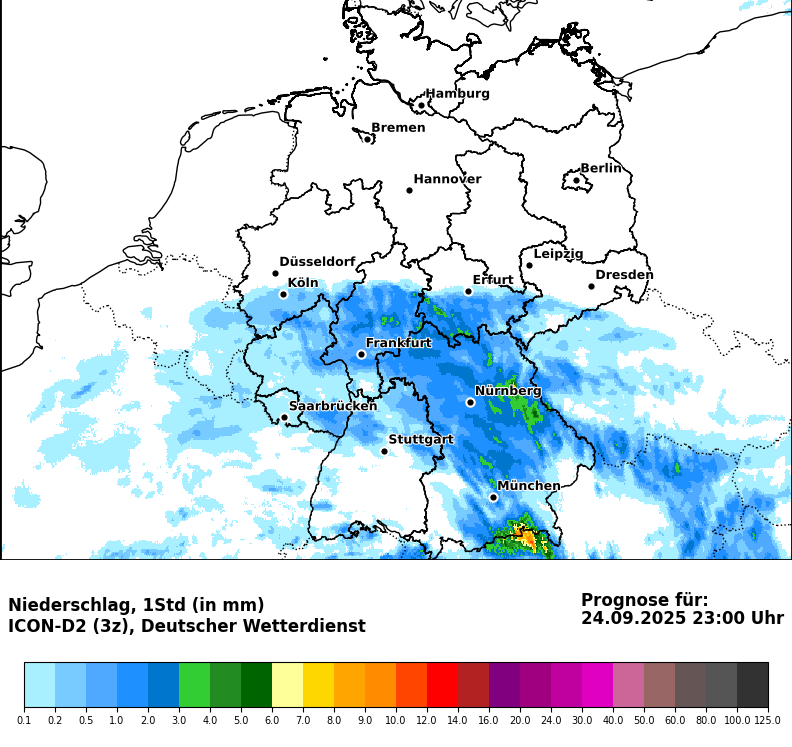 Hamburg
Bremen
Berlin
Hannover
Leipzig
Düsseldorf
Dresden
Köln
Erfurt
Frankfurt
Nürnberg
Saarbrücken
Stuttgart
München
Niederschlag, 1Std (in mm)
ICON-D2 (3z), Deutscher Wetterdienst
Prognose für:
24.09.2025 23:00 Uhr
0.1 0.2 0.5 1.0 2.0 3.0 4.0 5.0 6.0 7.0 8.0 9.0 10.0 12.0 14.0 16.0 20.0 24.0 30.0 40.0 50.0 60.0 80.0 100.0 125.0